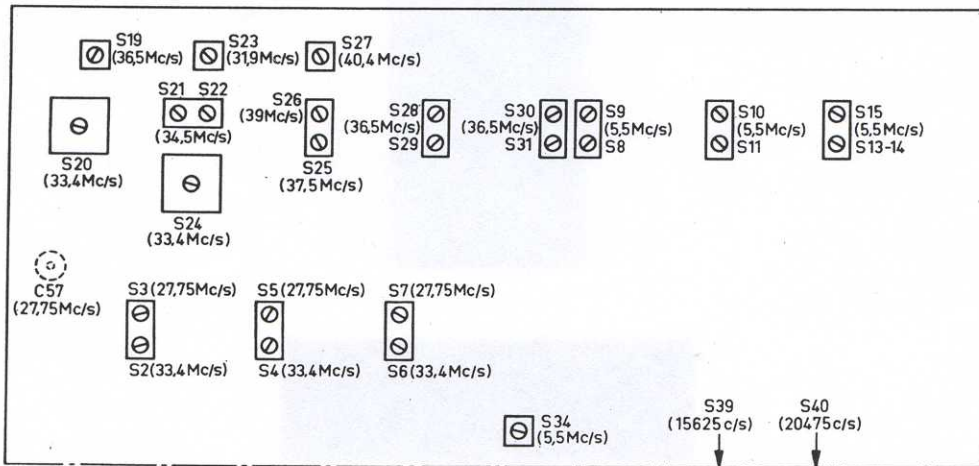 S19
(36,5Mc/s)
S23
(31,9Mc/s)
S27
(40,4Mc/s)
S21 S22
(34,5Mc/s)
S26
(39Mc/s)
S25
(37,5Mc/s)
S28
(36,5Mc/s)
S29
S30
(36,5Mc/s)
S31
S9
(5,5Mc/s)
S8
S10
(5,5Mc/s)
S11
S15
(5,5Mc/s)
S13-14
S20
(33,4Mc/s)
S24
(33,4Mc/s)
C57
(27,75Mc/s)
S3 (27,75Mc/s)
S5 (27,75Mc/s)
S7 (27,75Mc/s)
S2 (33,4Mc/s)
S4 (33,4Mc/s)
S6 (33,4Mc/s)
S34
(5,5Mc/s)
S39
(15625c/s)
S40
(20475c/s)